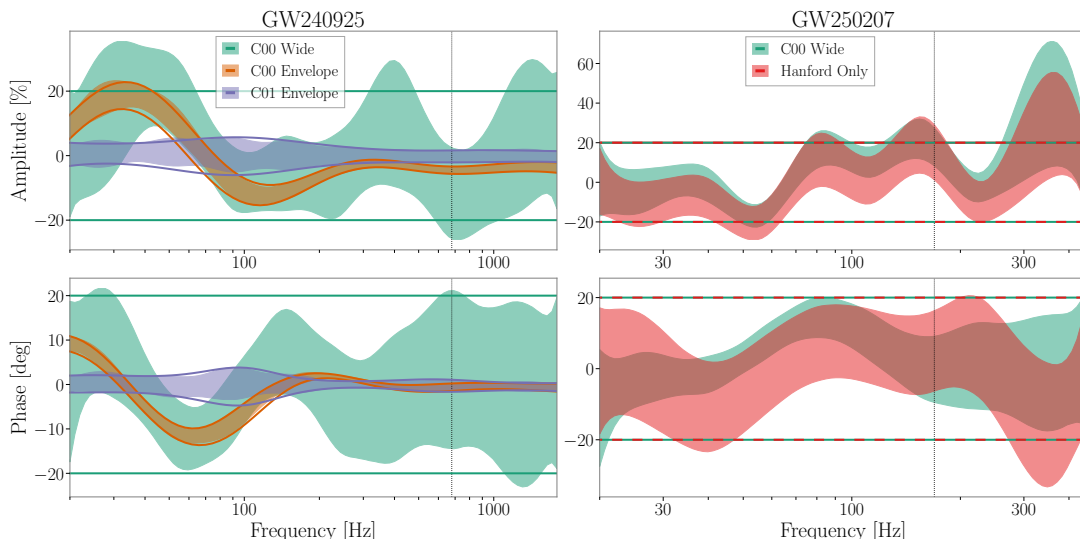 GW240925
GW250207
C00 Wide
C00 Envelope
C01 Envelope
C00 Wide
Hanford Only
Amplitude [%]
20
0
−20
100
1000
60
40
20
0
−20
30
100
300
Phase [deg]
20
10
0
−10
−20
100
1000
Frequency [Hz]
20
0
−20
30
100
300
Frequency [Hz]